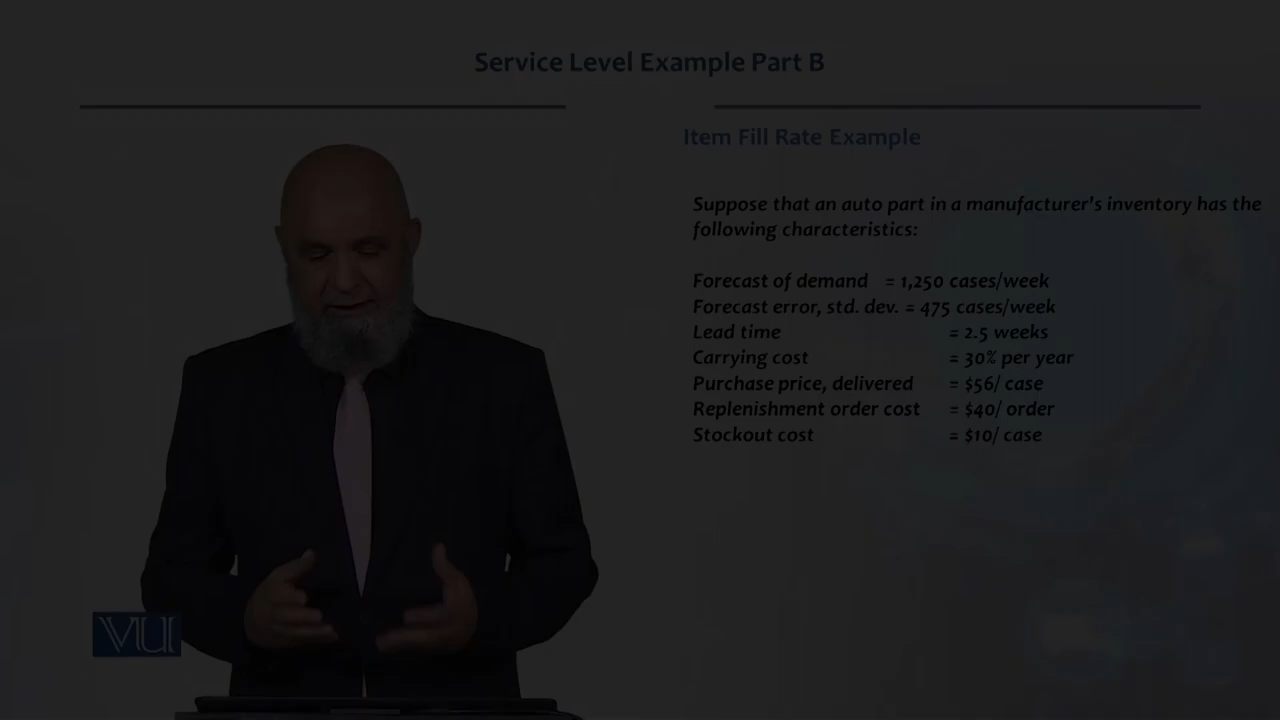 Service Level Example Part B
Item Fill Rate Example
Suppose that an auto part in a manufacturer's inventory has the
following characteristics:
Forecast of demand = 1,250 cases/week
Forecast error, std. dev. = 475 cases/week
Lead time = 2.5 weeks
Carrying cost = 30% per year
Purchase price, delivered = $56/ case
Replenishment order cost = $40/ order
Stockout cost = $10/ case
VU